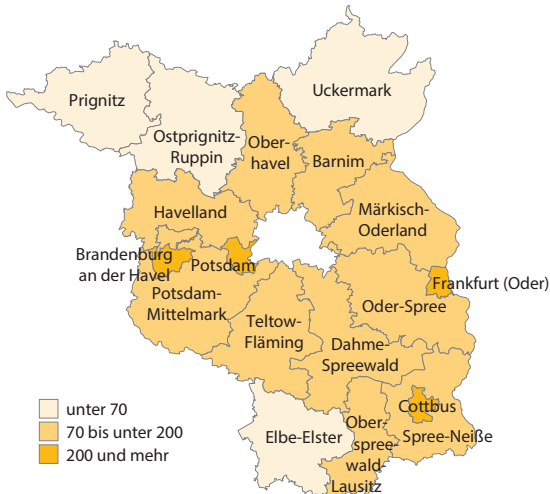 Uckermark
Prignitz
Ostprignitz-
Ruppin
Ober-
havel
Barnim
Havelland
Märkisch-
Oderland
Brandenburg
an der Havel
Potsdam
Frankfurt (Oder)
Potsdam-
Mittelmark
Oder-Spree
Teltow-
Fläming
Dahme-
Spreewald
Cottbus
Spree-Neiße
Elbe-Elster
Ober-
spree-
wald-
Lausitz
unter 70
70 bis unter 200
200 und mehr